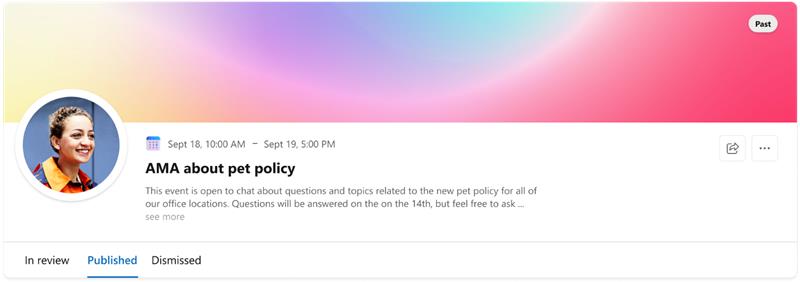 Past
Sept 18, 10:00 AM – Sept 19, 5:00 PM
AMA about pet policy
This event is open to chat about questions and topics related to the new pet policy for all of
our office locations. Questions will be answered on the on the 14th, but feel free to ask ...
see more
In review Published Dismissed